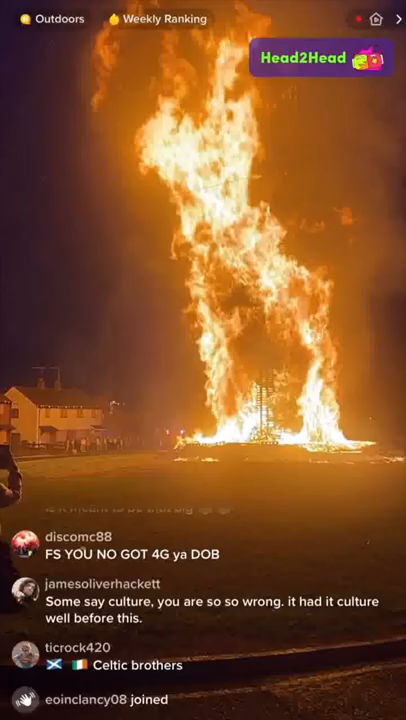 Outdoors
Weekly Ranking
Head2Head
discomc88
FS YOU NO GOT 4G ya DOB
jamesoliverhackett
Some say culture, you are so so wrong. it had it culture
well before this.
ticrock420
🏴󠁧󠁢󠁳󠁣󠁴󠁿 🇮🇪 Celtic brothers
eoinclancy08 joined